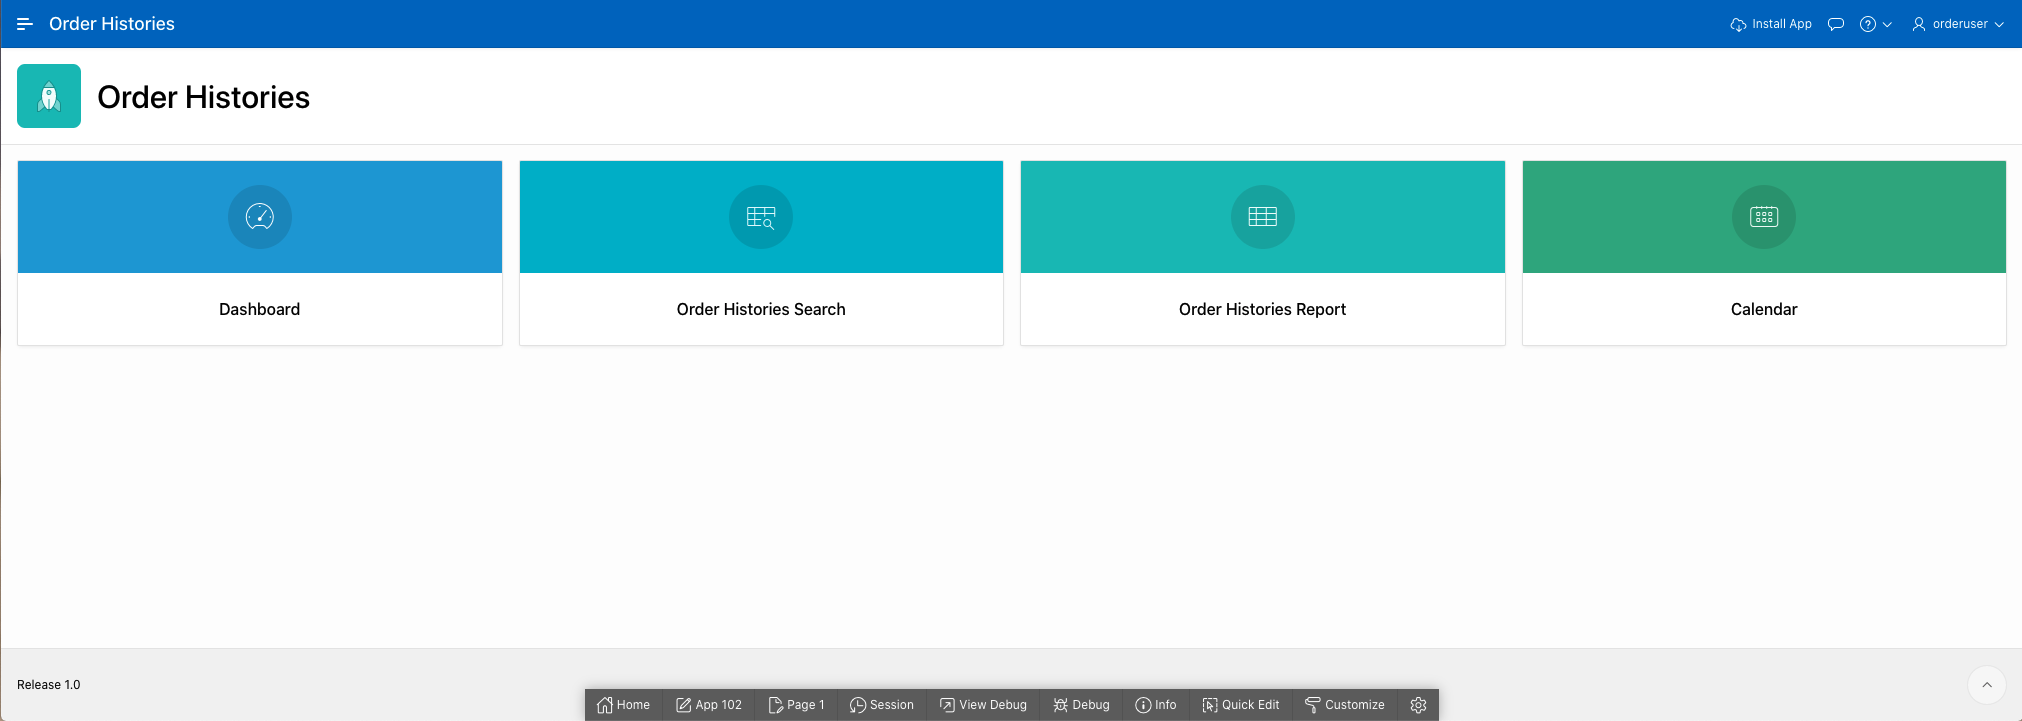 Order Histories
Install App
orderuser
Order Histories
Dashboard
Order Histories Search
Order Histories Report
Calendar
Release 1.0
Home
App 102
Page 1
Session
View Debug
Debug
Info
Quick Edit
Customize